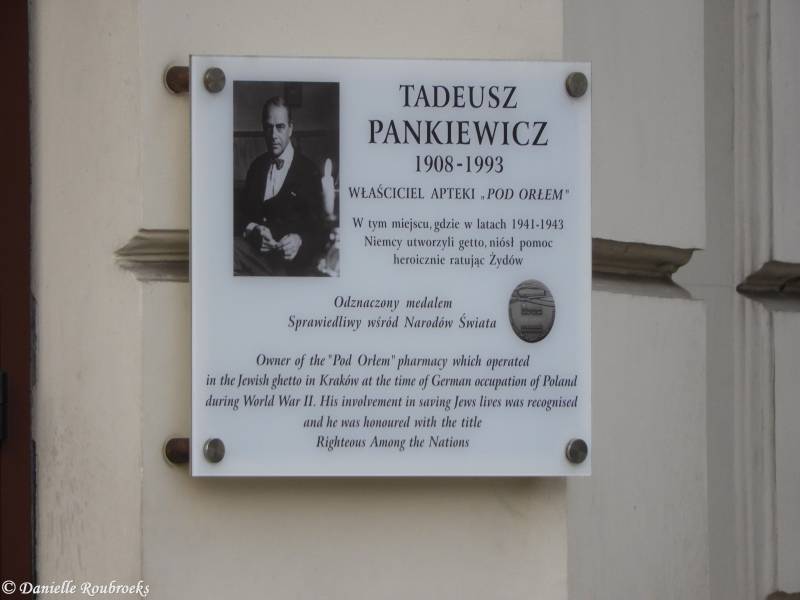 TADEUSZ
PANKIEWICZ
1908-1993
WŁAŚCICIEL APTEKI „POD ORŁEM"
W tym miejscu, gdzie w latach 1941-1943
Niemcy utworzyli getto, niósł pomoc
heroicznie ratując Żydów
Odznaczony medalem
Sprawiedliwy wśród Narodów Świata
Owner of the "Pod Orłem" pharmacy which operated
in the Jewish ghetto in Kraków at the time of German occupation of Poland
during World War II. His involvement in saving Jews lives was recognised
and he was honoured with the title
Righteous Among the Nations
© Danielle Roubroeks